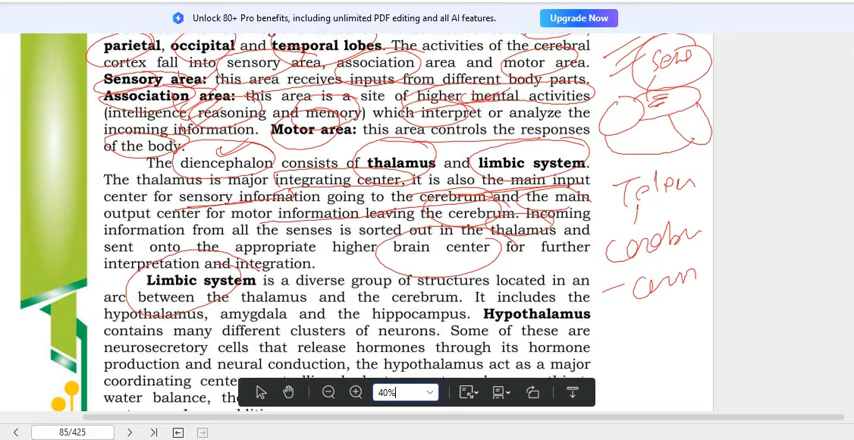 Unlock 80+ Pro benefits, including unlimited PDF editing and all AI features.
Upgrade Now
parietal, occipital and temporal lobes. The activities of the cerebral
cortex fall into sensory area, association area and motor area.
Sensory area: this area receives inputs from different body parts.
Association area: this area is a site of higher mental activities
(intelligence, reasoning and memory) which interpret or analyze the
incoming information. Motor area: this area controls the responses
of the body.
The diencephalon consists of thalamus and limbic system.
The thalamus is major integrating center, it is also the main input
center for sensory information going to the cerebrum and the main
output center for motor information leaving the cerebrum. Incoming
information from all the senses is sorted out in the thalamus and
sent onto the appropriate higher brain center for further
interpretation and integration.
Limbic system is a diverse group of structures located in an
arc between the thalamus and the cerebrum. It includes the
hypothalamus, amygdala and the hippocampus. Hypothalamus
contains many different clusters of neurons. Some of these are
neurosecretory cells that release hormones through its hormone
production and neural conduction, the hypothalamus act as a major
coordinating cente
water balance, the
40%
85/425